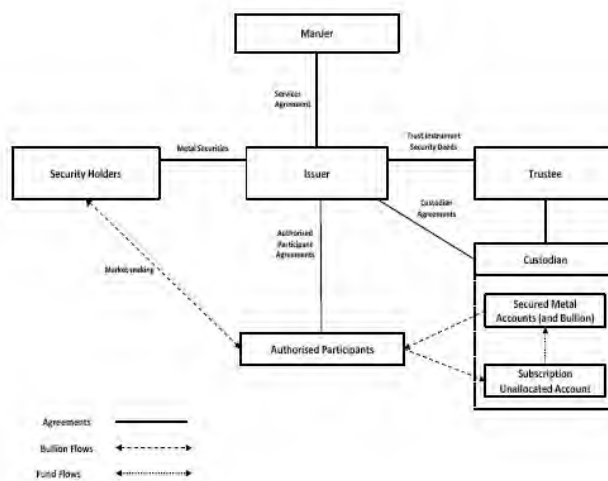 ManJer
Services
Agreement
Metal Securities
Trust Instrument
Security Deeds
Security Holders
Issuer
Trustee
Custodian
Agreements
Authorised
Participant
Agreements
Custodian
Market-making
Secured Metal
Accounts (and Bullion)
Authorised Participants
Subscription
Unallocated Account
Agreements
Bullion Flows
Fund Flows